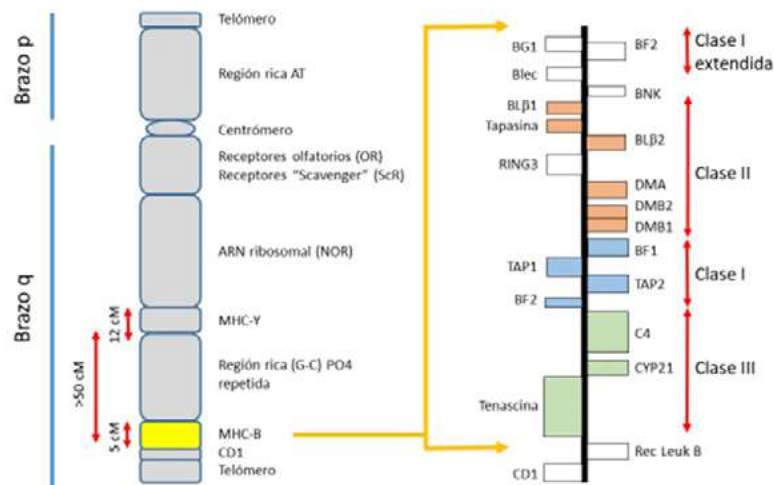 Brazo p
Brazo q
Telómero
Región rica AT
Centrómero
Receptores olfatorios (OR)
Receptores "Scavenger" (ScR)
ARN ribosomal (NOR)
MHC-Y
Región rica (G-C) PO4
repetida
MHC-B
CD1
Telómero
12 cM
>50 cM
5 cM
BG1
Blec
BLβ1
Tapasina
RING3
TAP1
BF2
Tenascina
CD1
BF2
BNK
BLβ2
DMA
DMB2
DMB1
BF1
TAP2
C4
CYP21
Rec Leuk B
Clase I
extendida
Clase II
Clase I
Clase III